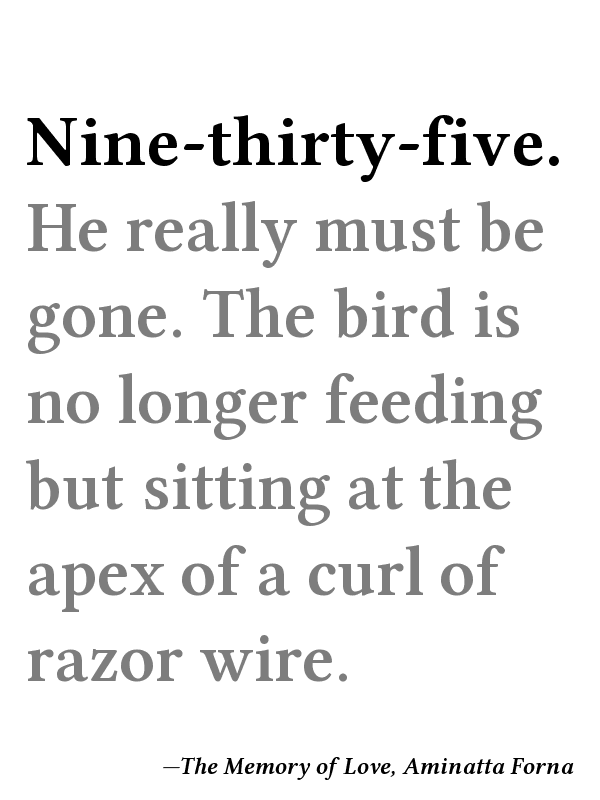 Nine-thirty-five.
He really must be
gone. The bird is
no longer feeding
but sitting at the
apex of a curl of
razor wire.
—The Memory of Love, Aminatta Forna